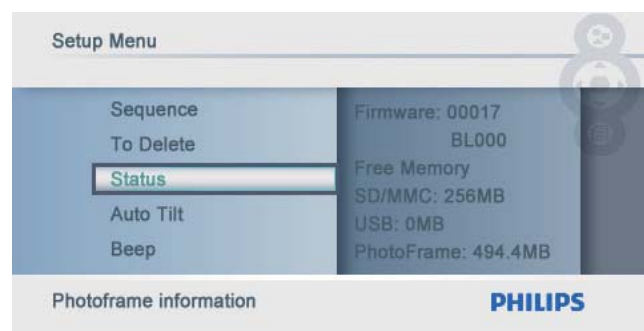 Setup Menu
Sequence
To Delete
Status
Auto Tilt
Beep
Firmware: 00017
BL000
Free Memory
SD/MMC: 256MB
USB: 0MB
PhotoFrame: 494.4MB
Photoframe information
PHILIPS